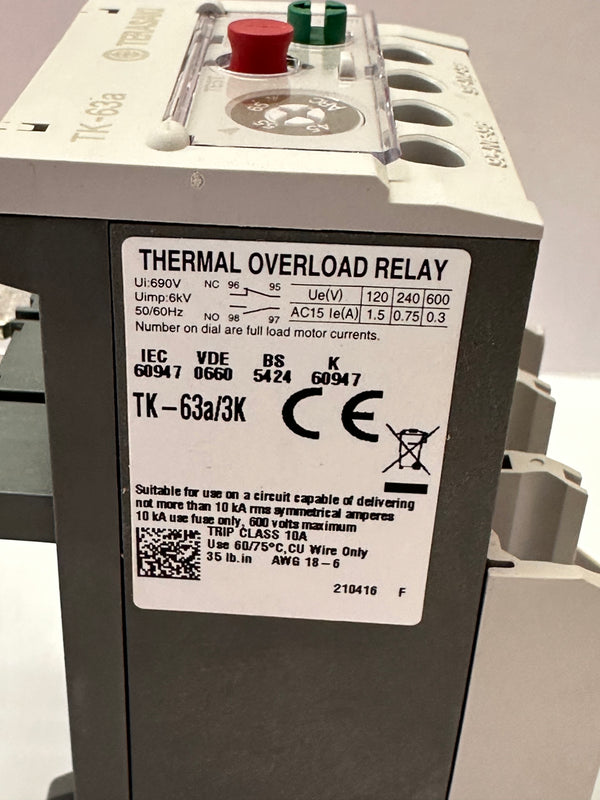 TERASAKI
TK-63a
TEST
THERMAL OVERLOAD RELAY
Ui:690V
Uimp:6kV
50/60Hz
NC 96 95
NO 98 97
Ue(V) 120 240 600
AC15 Ie(A) 1.5 0.75 0.3
Number on dial are full load motor currents.
IEC VDE BS K
60947 0660 5424 60947
TK-63a/3K
CE
Suitable for use on a circuit capable of delivering
not more than 10 kA rms symmetrical amperes
10 kA use fuse only, 600 volts maximum
TRIP CLASS 10A
Use 60/75°C,CU Wire Only
35 lb.in AWG 18-6
210416 F